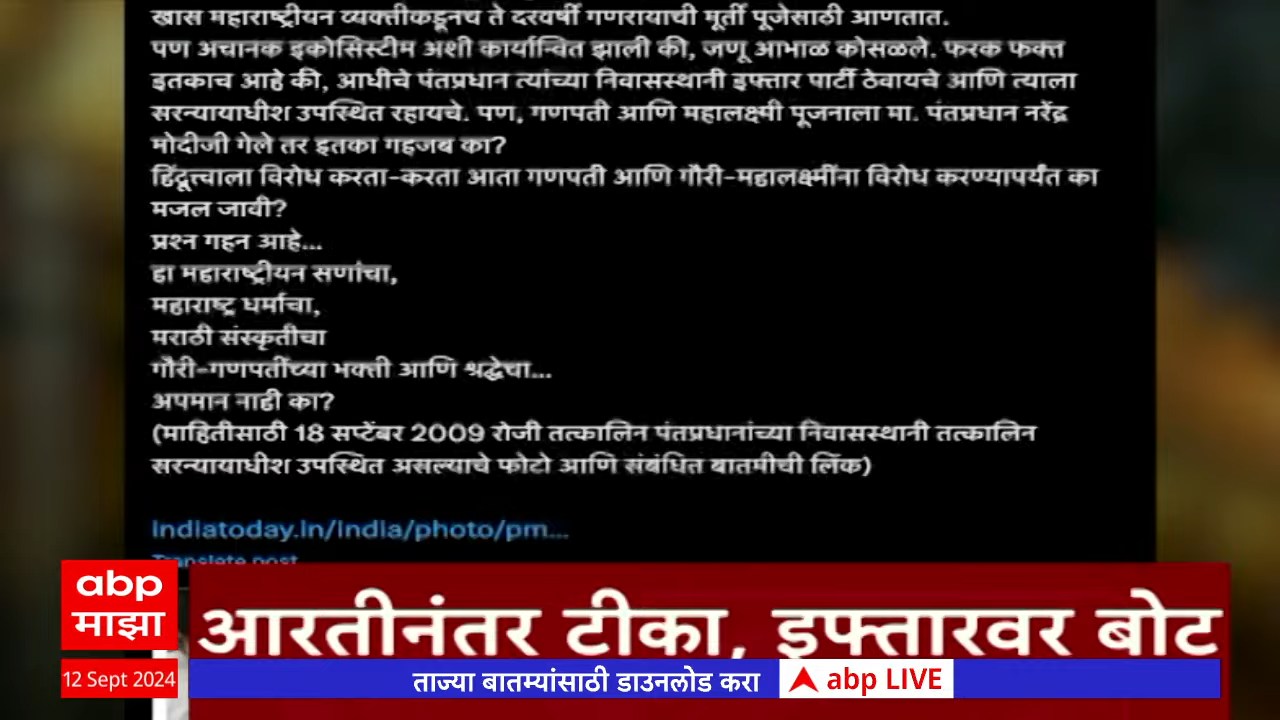 खास महाराष्ट्रीयन व्यक्तीकडूनच ते दरवर्षी गणरायाची मूर्ती पूजेसाठी आणतात.
पण अचानक इकोसिस्टीम अशी कार्यान्वित झाली की, जणू आभाळ कोसळले. फरक फक्त
इतकाच आहे की, आधीचे पंतप्रधान त्यांच्या निवासस्थानी इफ्तार पार्टी ठेवायचे आणि त्याला
सरन्यायाधीश उपस्थित रहायचे. पण, गणपती आणि महालक्ष्मी पूजनाला मा. पंतप्रधान नरेंद्र
मोदीजी गेले तर इतका गहजब का?
हिंदूत्त्वाला विरोध करता-करता आता गणपती आणि गौरी-महालक्ष्मींना विरोध करण्यापर्यंत का
मजल जावी?
प्रश्न गहन आहे...
हा महाराष्ट्रीयन सणांचा,
महाराष्ट्र धर्माचा,
मराठी संस्कृतीचा
गौरी-गणपतींच्या भक्ती आणि श्रद्धेचा...
अपमान नाही का?
(माहितीसाठी 18 सप्टेंबर 2009 रोजी तत्कालिन पंतप्रधानांच्या निवासस्थानी तत्कालिन
सरन्यायाधीश उपस्थित असल्याचे फोटो आणि संबंधित बातमीची लिंक)
indiatoday.in/india/photo/pm...
Translate post
abp
माझा
आरतीनंतर टीका, इफ्तारवर बोट
12 Sept 2024
ताज्या बातम्यांसाठी डाउनलोड करा
abp LIVE